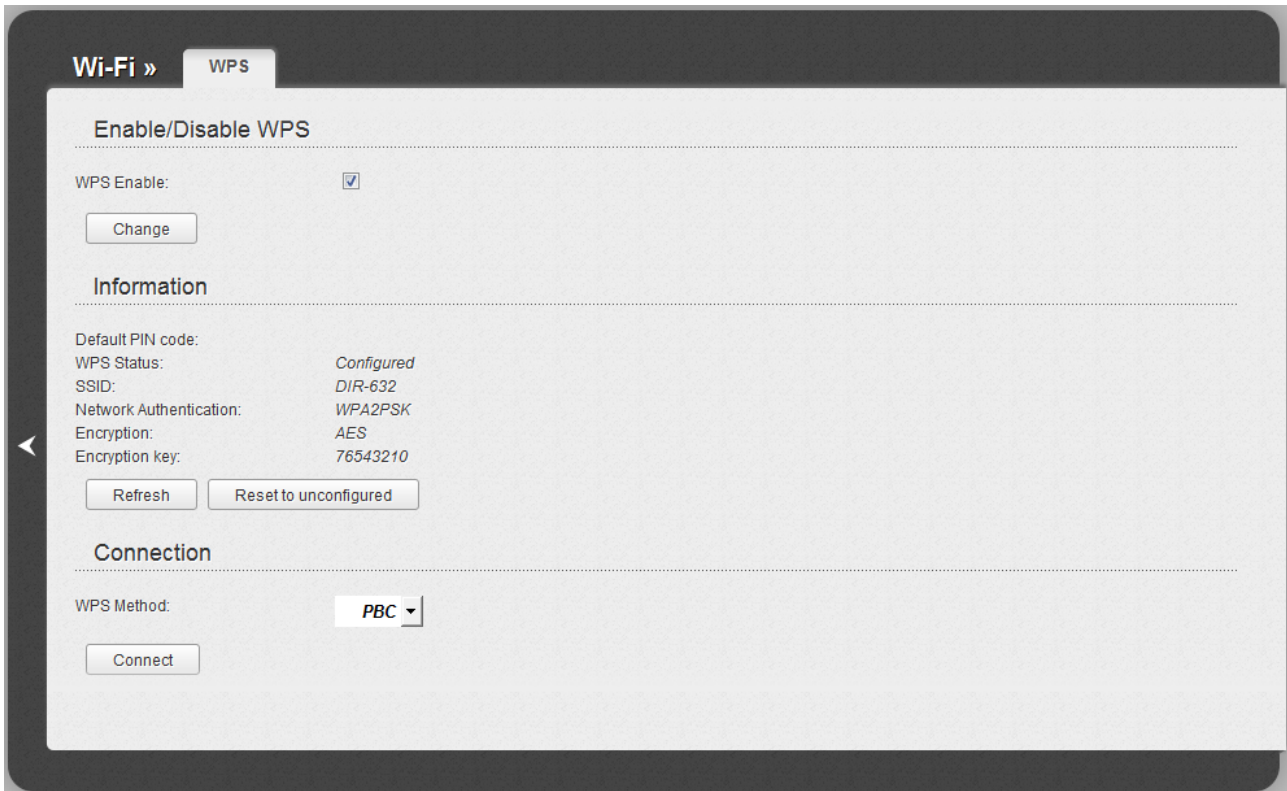 Wi-Fi » WPS
Enable/Disable WPS
WPS Enable:
Change
Information
Default PIN code:
WPS Status: Configured
SSID: DIR-632
Network Authentication: WPA2PSK
Encryption: AES
Encryption key: 76543210
Refresh Reset to unconfigured
Connection
WPS Method: PBC
Connect